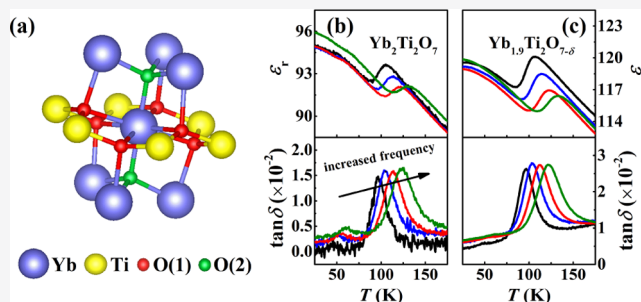 (a)
Yb Ti O(1) O(2)
(b)
Yb₂Ti₂O₇
εr
96
93
90
tan δ (×10⁻²)
2.0
1.5
1.0
0.5
0.0
increased frequency
50 100 150
T (K)
(c)
Yb₁.₉Ti₂O₇₋δ
120
117
114
ε
3
2
1
0
tan δ (×10⁻²)
50 100 150
T (K)